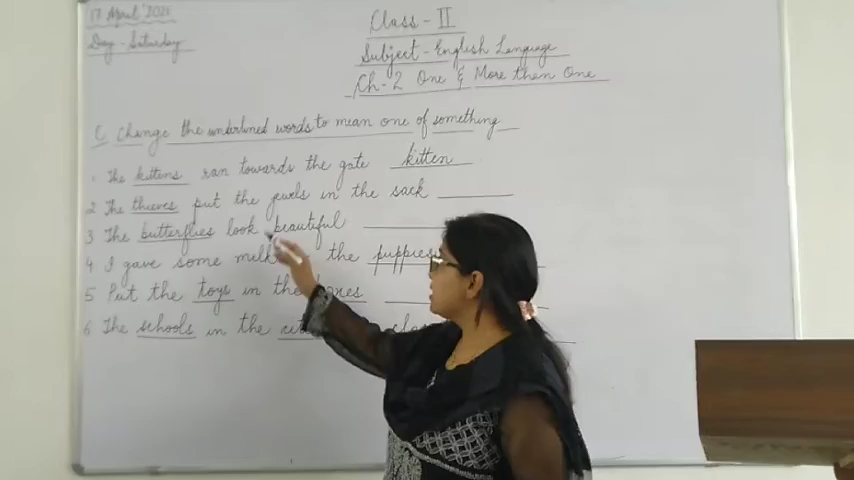 17 April '2021
Day - Saturday
Class - II
Subject - English Language
Ch-2 One & More than One
C. Change the underlined words to mean one of something
1 The kittens ran towards the gate kitten
2 The thieves put the jewels in the sack
3 The butterflies look beautiful
4 I gave some milk the puppies
5 Put the toys in the boxes
6 The schools in the